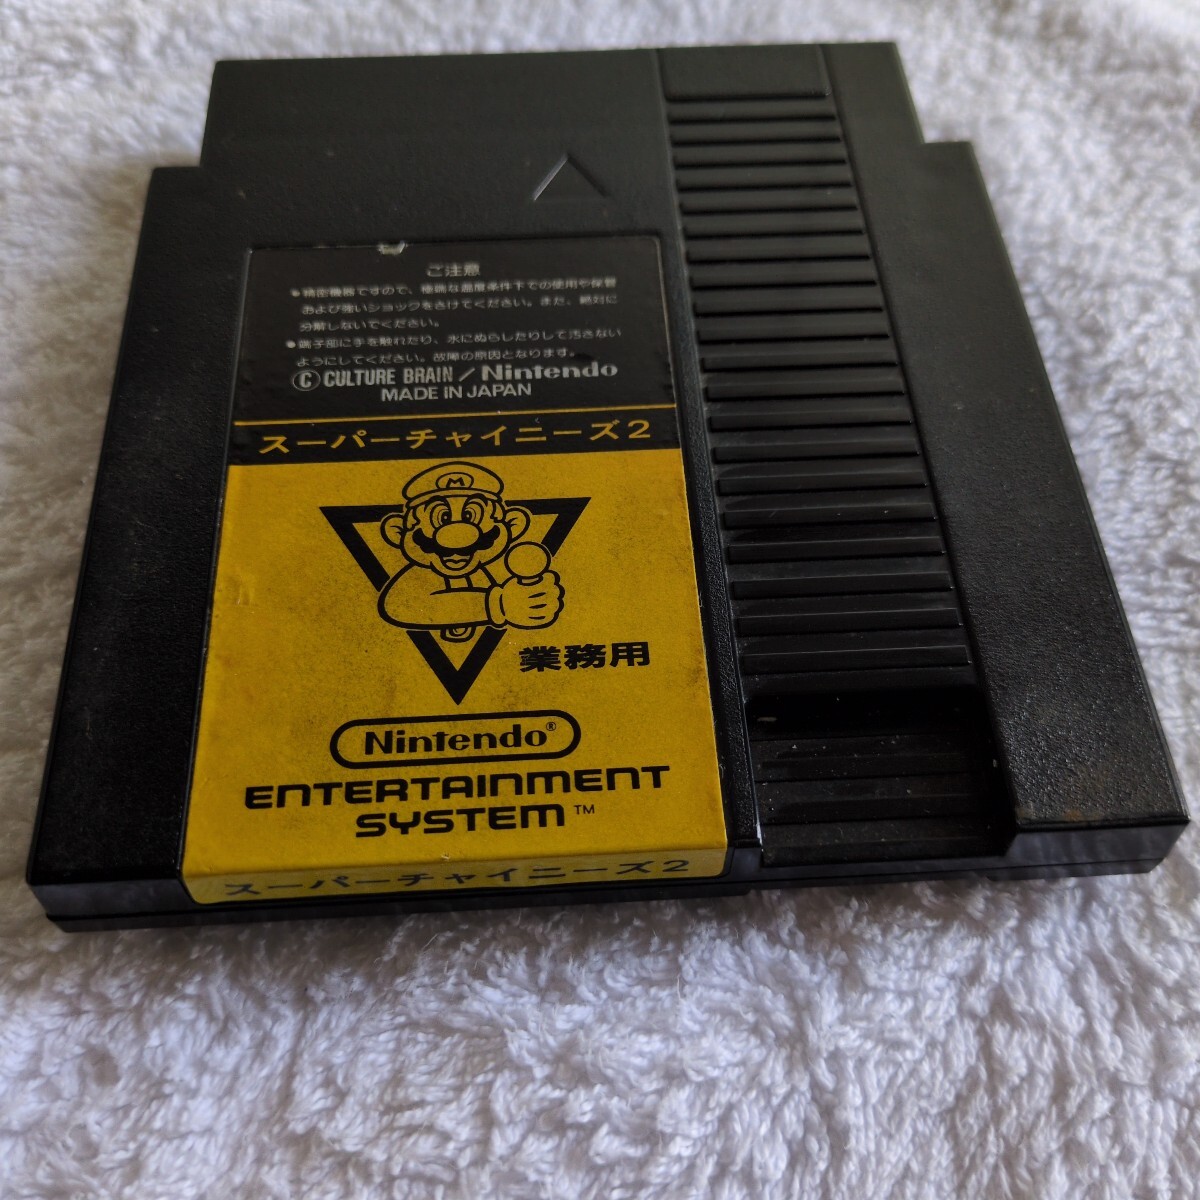 ご注意
●精密機器ですので、極端な温度条件下での使用や保管
および強いショックをさけてください。また、絶対に
分解しないでください。
●端子部に手を触れたり、水にぬらしたりして汚さない
ようにしてください。故障の原因となります。
© CULTURE BRAIN / Nintendo
MADE IN JAPAN
スーパーチャイニーズ2
M
業務用
Nintendo®
ENTERTAINMENT
SYSTEM™
スーパーチャイニーズ2